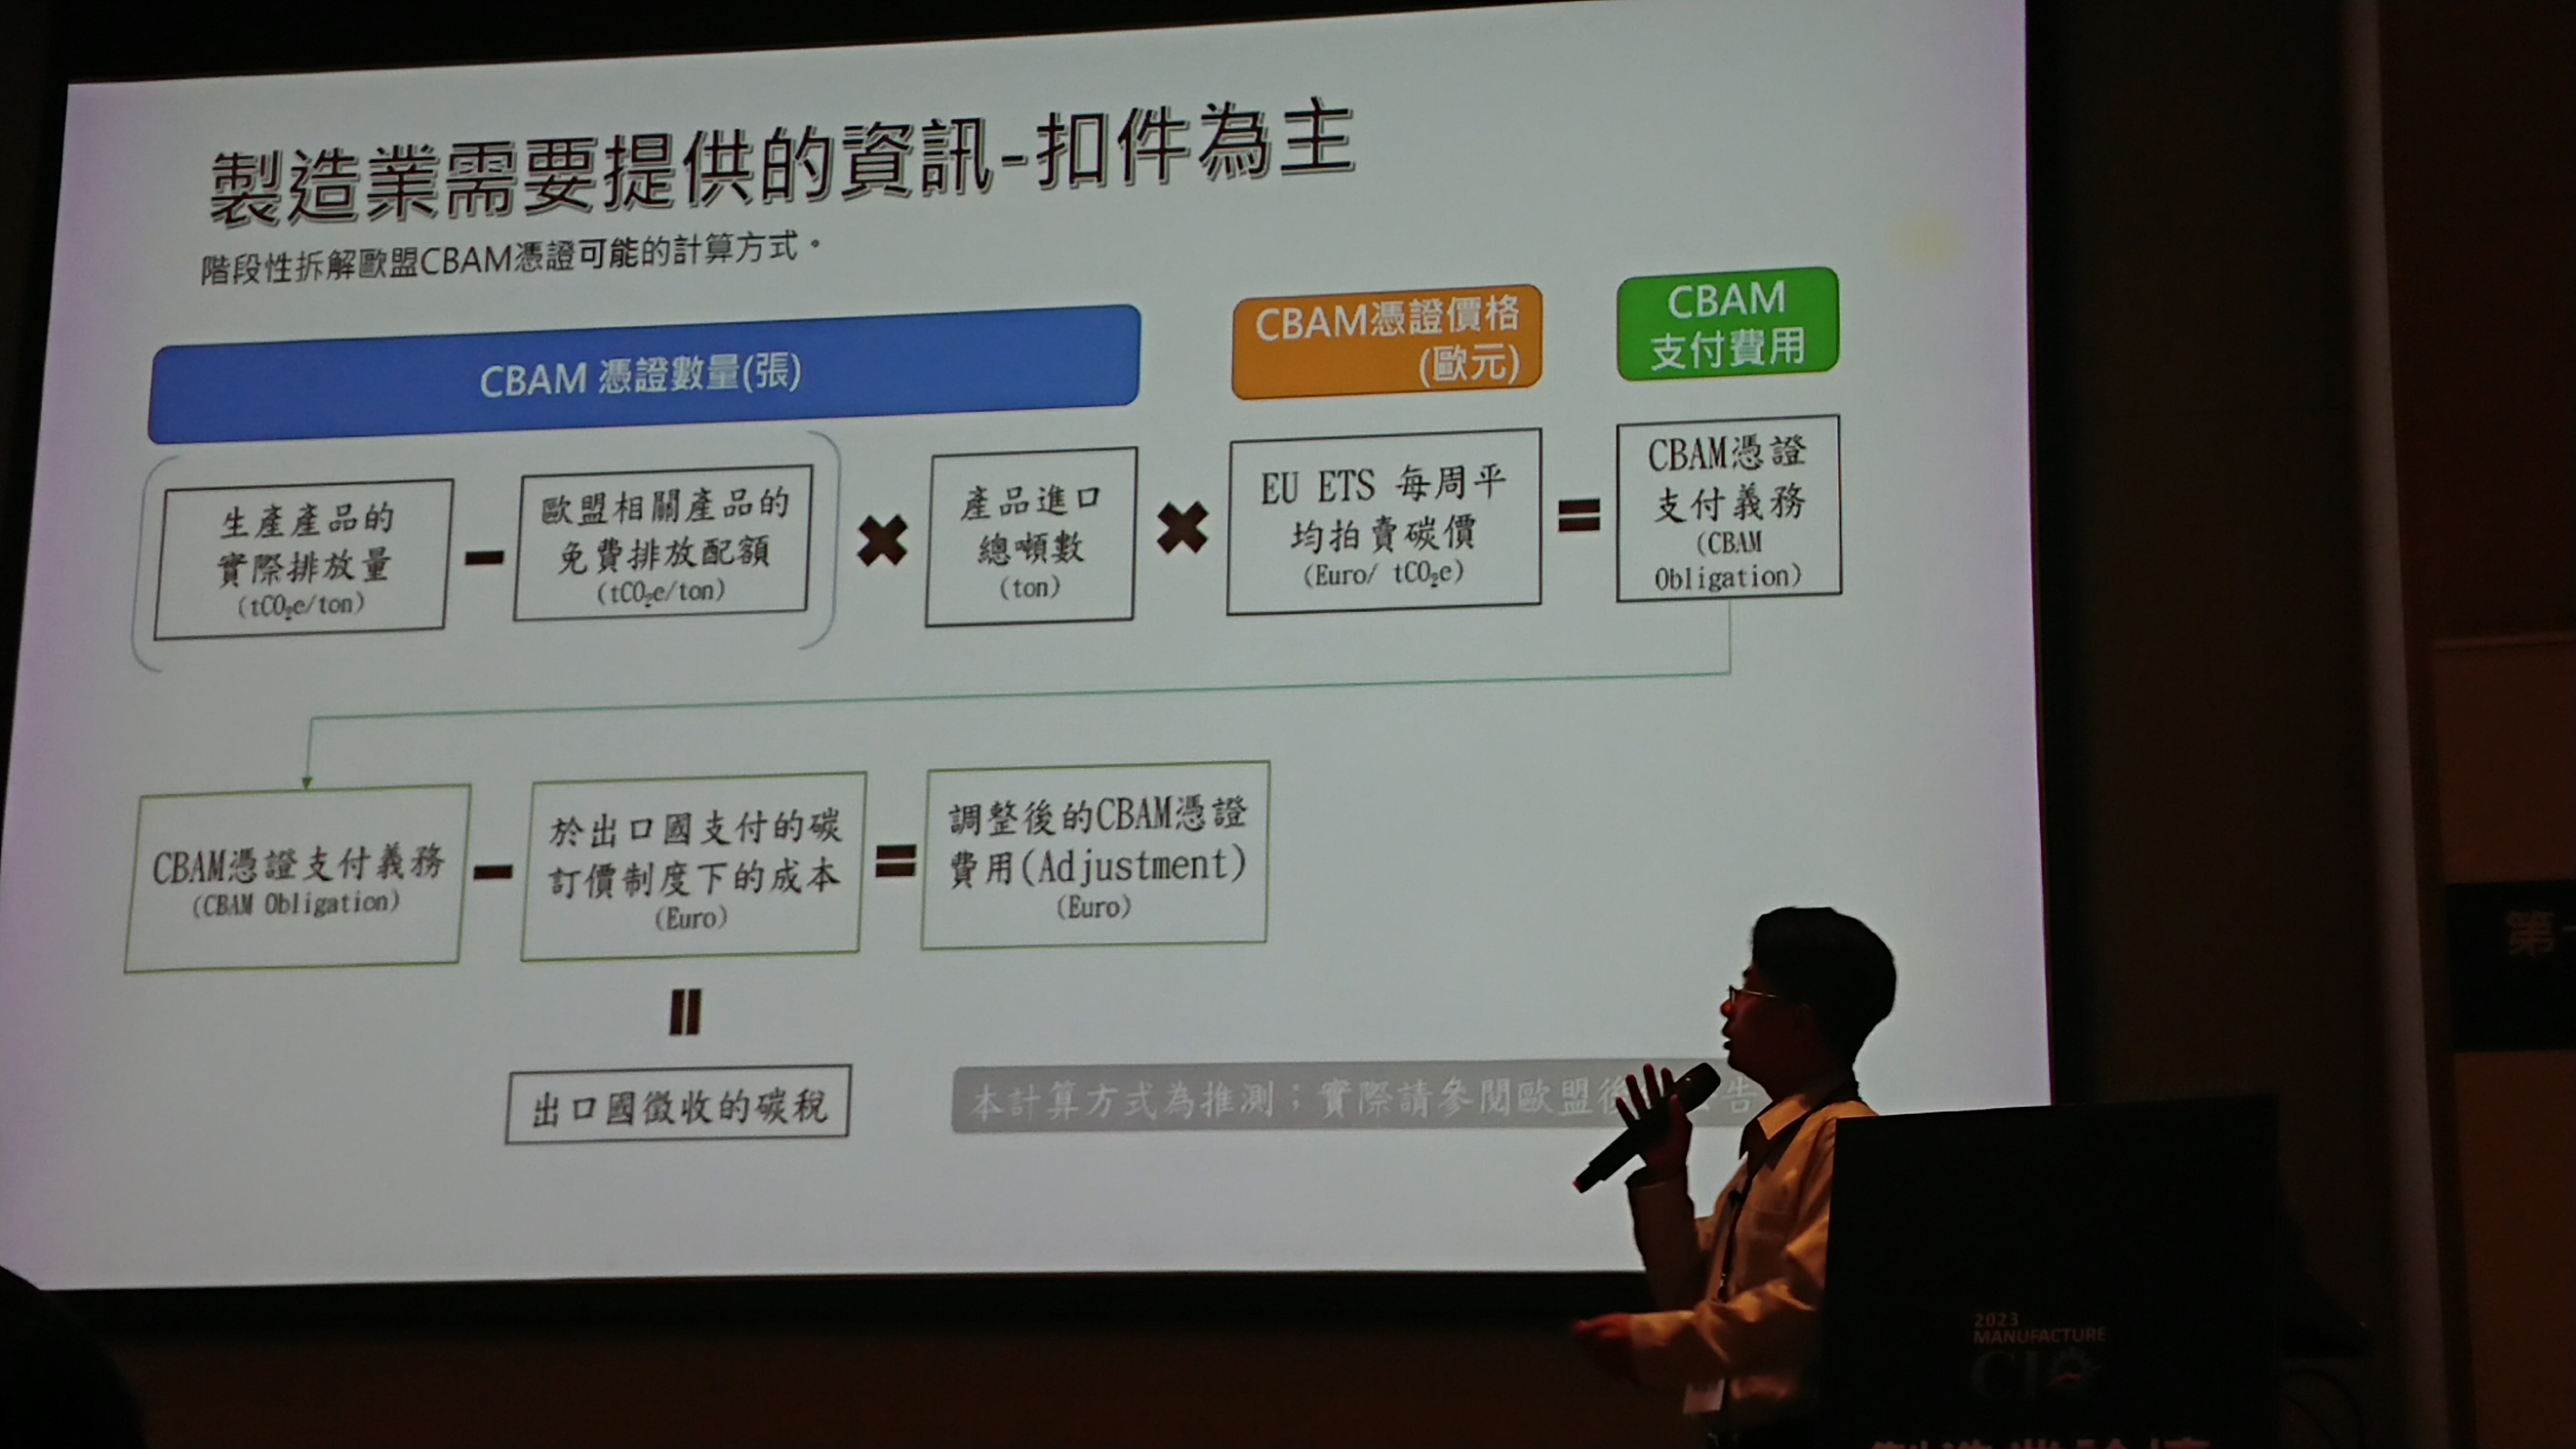 製造業需要提供的資訊-扣件為主
階段性拆解歐盟CBAM憑證可能的計算方式。
CBAM 憑證數量(張)
CBAM憑證價格
(歐元)
CBAM
支付費用
生產產品的
實際排放量
(tCO₂e/ton)
歐盟相關產品的
免費排放配額
(tCO₂e/ton)
產品進口
總噸數
(ton)
EU ETS 每周平
均拍賣碳價
(Euro/ tCO₂e)
CBAM憑證
支付義務
(CBAM
Obligation)
CBAM憑證支付義務
(CBAM Obligation)
於出口國支付的碳
訂價制度下的成本
(Euro)
調整後的CBAM憑證
費用(Adjustment)
(Euro)
出口國徵收的碳稅
本計算方式為推測；實際請參閱歐盟後 告
第
2023
MANUFACTURE
CIO